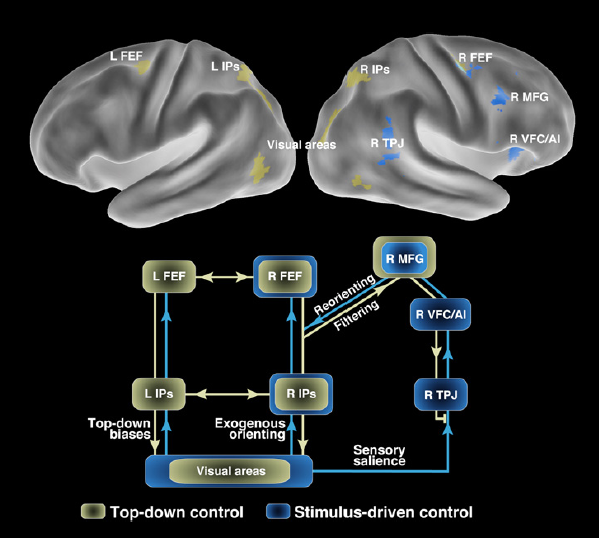 L FEF
L IPs
R IPs
R FEF
R MFG
Visual areas
R TPJ
R VFC/AI
L FEF
R FEF
R MFG
Reorienting
Filtering
R VFC/AI
L IPs
R IPs
R TPJ
Top-down
biases
Exogenous
orienting
Sensory
salience
Visual areas
Top-down control
Stimulus-driven control